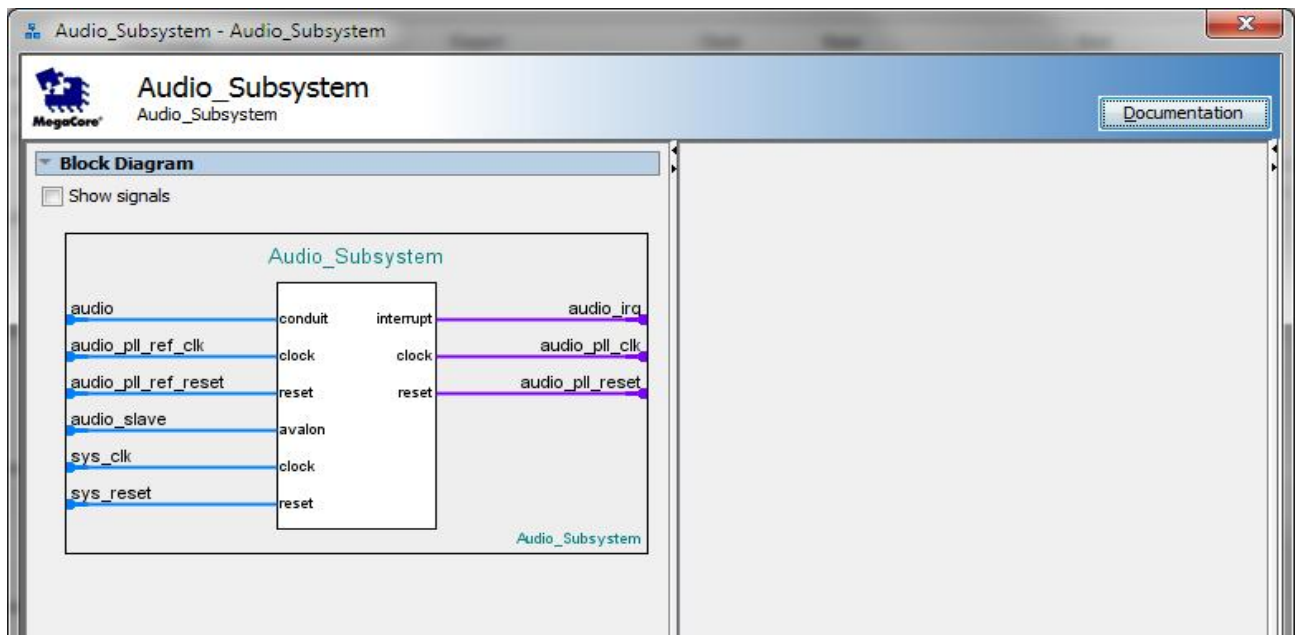 Audio_Subsystem - Audio_Subsystem
X
MegaCore®
Audio_Subsystem
Audio_Subsystem
Documentation
Block Diagram
Show signals
Audio_Subsystem
audio
conduit
interrupt
audio_irq
audio_pll_ref_clk
clock
clock
audio_pll_clk
audio_pll_ref_reset
reset
reset
audio_pll_reset
audio_slave
avalon
sys_clk
clock
sys_reset
reset
Audio_Subsystem